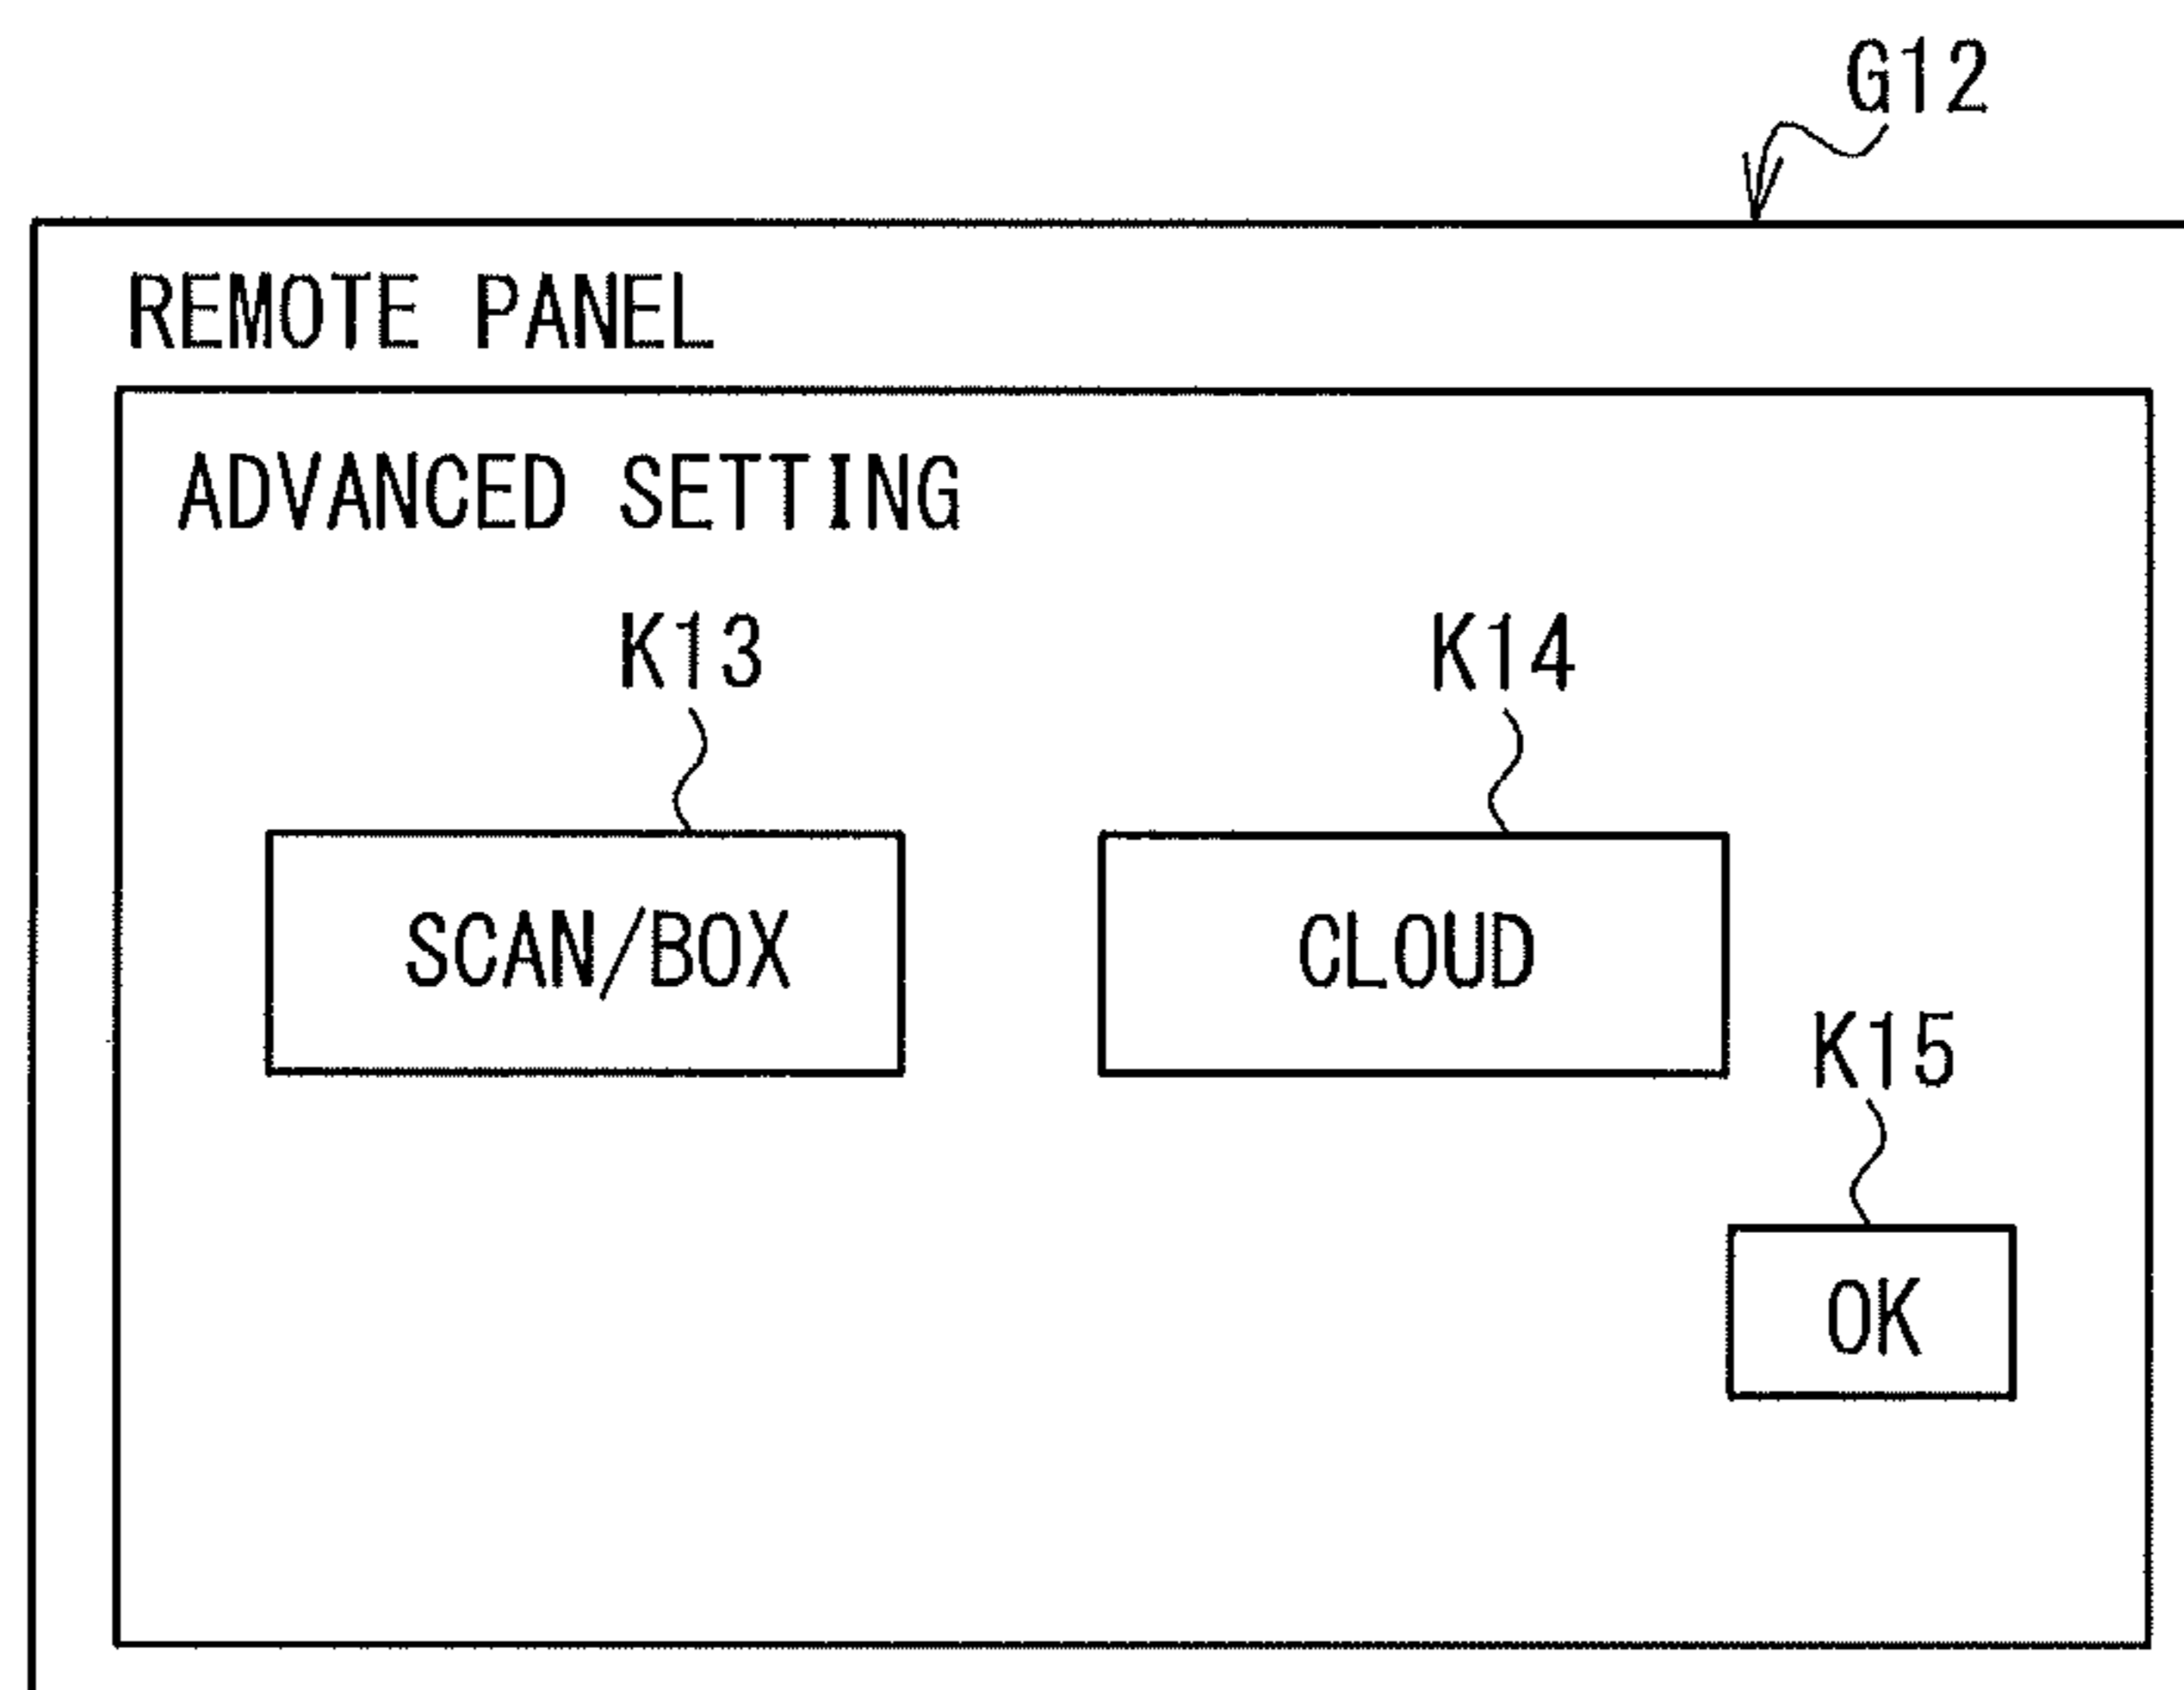 G12
REMOTE PANEL
ADVANCED SETTING
K13
K14
SCAN/BOX
CLOUD
K15
OK